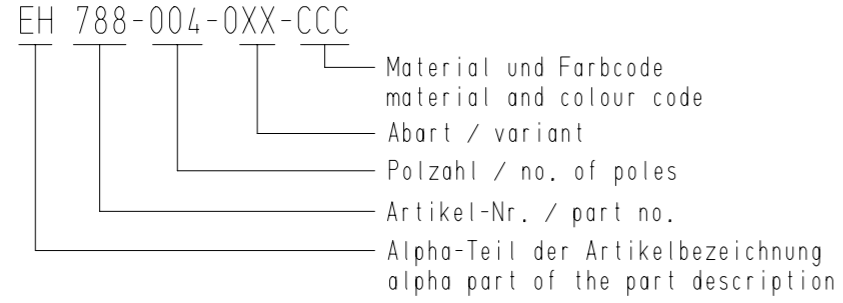 EH 788-004-0XX-CCC
Material und Farbcode
material and colour code
Abart / variant
Polzahl / no. of poles
Artikel-Nr. / part no.
Alpha-Teil der Artikelbezeichnung
alpha part of the part description